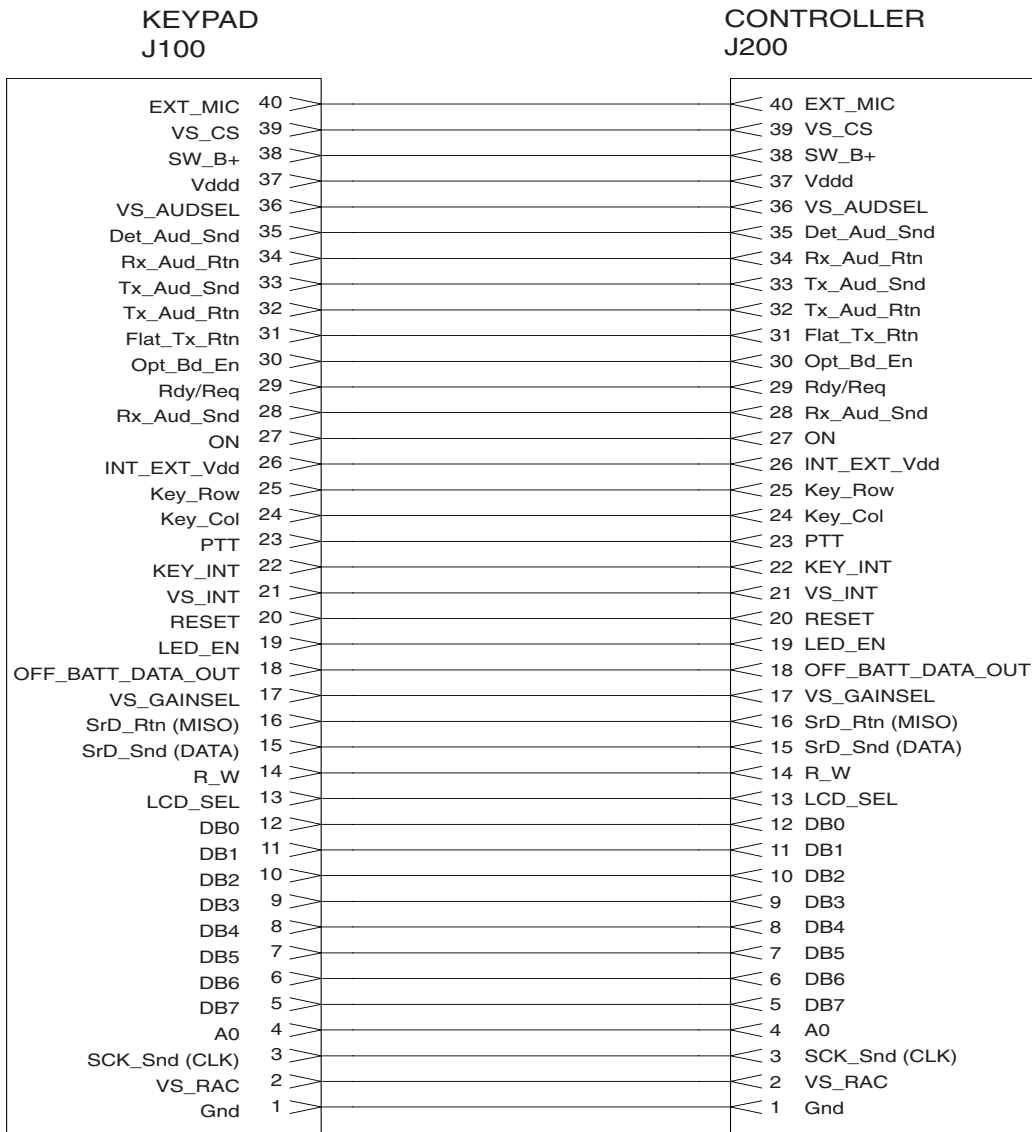 KEYPAD CONTROLLER
J100 J200
EXT_MIC 40 40 EXT_MIC
VS_CS 39 39 VS_CS
SW_B+ 38 38 SW_B+
Vddd 37 37 Vddd
VS_AUDSEL 36 36 VS_AUDSEL
Det_Aud_Snd 35 35 Det_Aud_Snd
Rx_Aud_Rtn 34 34 Rx_Aud_Rtn
Tx_Aud_Snd 33 33 Tx_Aud_Snd
Tx_Aud_Rtn 32 32 Tx_Aud_Rtn
Flat_Tx_Rtn 31 31 Flat_Tx_Rtn
Opt_Bd_En 30 30 Opt_Bd_En
Rdy/Req 29 29 Rdy/Req
Rx_Aud_Snd 28 28 Rx_Aud_Snd
ON 27 27 ON
INT_EXT_Vdd 26 26 INT_EXT_Vdd
Key_Row 25 25 Key_Row
Key_Col 24 24 Key_Col
PTT 23 23 PTT
KEY_INT 22 22 KEY_INT
VS_INT 21 21 VS_INT
RESET 20 20 RESET
LED_EN 19 19 LED_EN
OFF_BATT_DATA_OUT 18 18 OFF_BATT_DATA_OUT
VS_GAINSEL 17 17 VS_GAINSEL
SrD_Rtn (MISO) 16 16 SrD_Rtn (MISO)
SrD_Snd (DATA) 15 15 SrD_Snd (DATA)
R_W 14 14 R_W
LCD_SEL 13 13 LCD_SEL
DB0 12 12 DB0
DB1 11 11 DB1
DB2 10 10 DB2
DB3 9 9 DB3
DB4 8 8 DB4
DB5 7 7 DB5
DB6 6 6 DB6
DB7 5 5 DB7
A0 4 4 A0
SCK_Snd (CLK) 3 3 SCK_Snd (CLK)
VS_RAC 2 2 VS_RAC
Gnd 1 1 Gnd